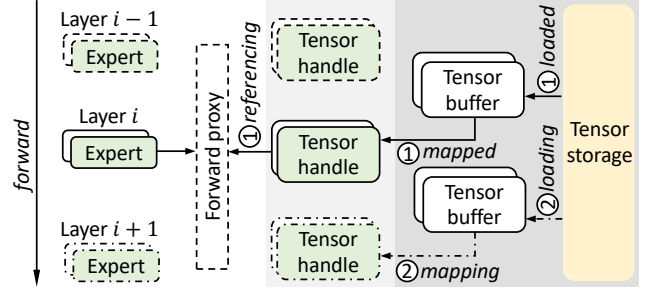 Layer i − 1
Expert
Layer i
Expert
Layer i + 1
Expert
forward
Forward proxy
① referencing
Tensor
handle
Tensor
handle
Tensor
handle
Tensor
buffer
① mapped
Tensor
buffer
② mapping
① loaded
② loading
Tensor
storage